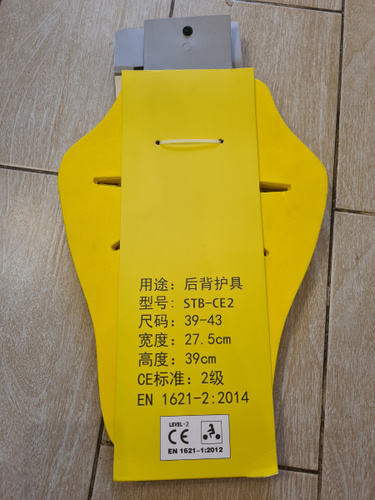 用途：后背护具
型号：STB-CE2
尺码：39-43
宽度：27.5cm
高度：39cm
CE标准：2级
EN 1621-2:2014
LEVEL-2
CE
EN 1621-1:2012